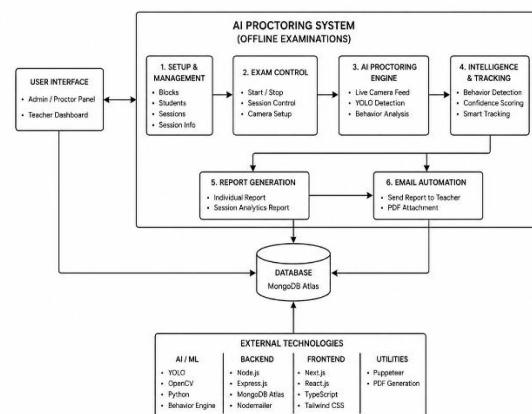 AI PROCTORING SYSTEM
(OFFLINE EXAMINATIONS)
USER INTERFACE
• Admin / Proctor Panel
• Teacher Dashboard
1. SETUP &
MANAGEMENT
• Blocks
• Students
• Sessions
• Session Info
2. EXAM CONTROL
• Start / Stop
• Session Control
• Camera Setup
3. AI PROCTORING
ENGINE
• Live Camera Feed
• YOLO Detection
• Behavior Analysis
4. INTELLIGENCE
& TRACKING
• Behavior Detection
• Confidence Scoring
• Smart Tracking
5. REPORT GENERATION
• Individual Report
• Session Analytics Report
6. EMAIL AUTOMATION
• Send Report to Teacher
• PDF Attachment
DATABASE
MongoDB Atlas
EXTERNAL TECHNOLOGIES
AI / ML
• YOLO
• OpenCV
• Python
• Behavior Engine
BACKEND
• Node.js
• Express.js
• MongoDB Atlas
• Nodemailer
FRONTEND
• Next.js
• React.js
• TypeScript
• Tailwind CSS
UTILITIES
• Puppeteer
• PDF Generation